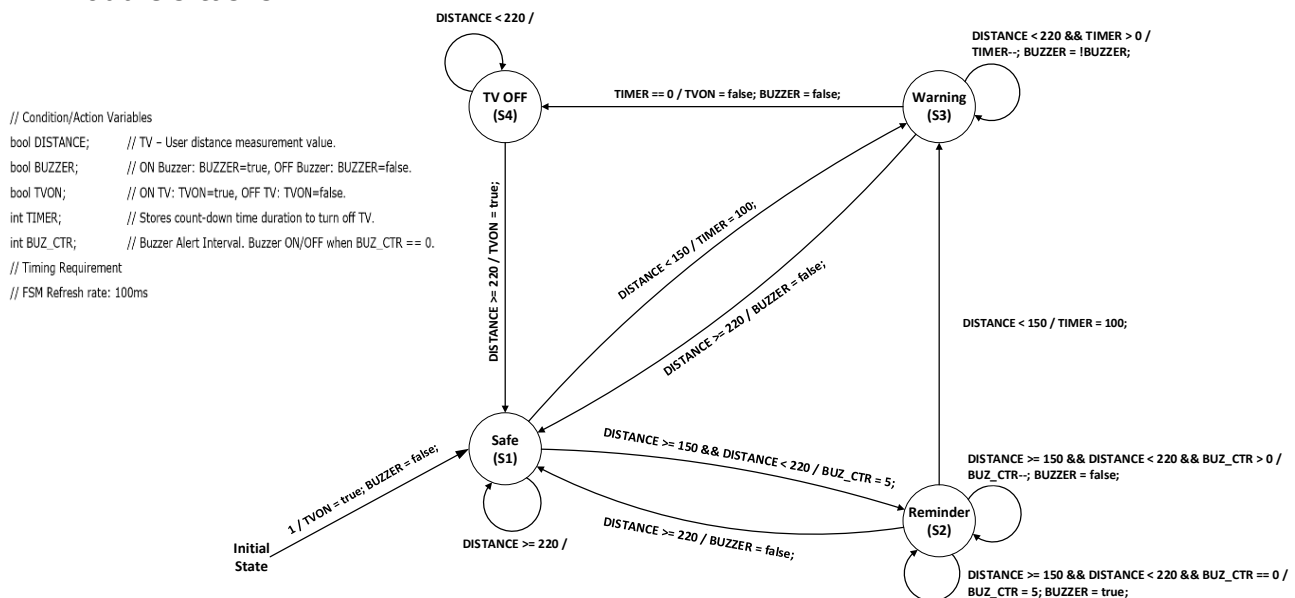 DISTANCE < 220 /
DISTANCE < 220 && TIMER > 0 /
TIMER--; BUZZER = !BUZZER;
TV OFF
(S4)
TIMER == 0 / TVON = false; BUZZER = false;
Warning
(S3)
// Condition/Action Variables
bool DISTANCE; // TV – User distance measurement value.
bool BUZZER; // ON Buzzer: BUZZER=true, OFF Buzzer: BUZZER=false.
bool TVON; // ON TV: TVON=true, OFF TV: TVON=false.
int TIMER; // Stores count-down time duration to turn off TV.
int BUZ_CTR; // Buzzer Alert Interval. Buzzer ON/OFF when BUZ_CTR == 0.
// Timing Requirement
// FSM Refresh rate: 100ms
DISTANCE >= 220 / TVON = true;
DISTANCE < 150 / TIMER = 100;
DISTANCE >= 220 / BUZZER = false;
DISTANCE < 150 / TIMER = 100;
Safe
(S1)
DISTANCE >= 150 && DISTANCE < 220 / BUZ_CTR = 5;
1 / TVON = true; BUZZER = false;
DISTANCE >= 220 /
DISTANCE >= 220 / BUZZER = false;
Reminder
(S2)
DISTANCE >= 150 && DISTANCE < 220 && BUZ_CTR > 0 /
BUZ_CTR--; BUZZER = false;
Initial
State
DISTANCE >= 150 && DISTANCE < 220 && BUZ_CTR == 0 /
BUZ_CTR = 5; BUZZER = true;